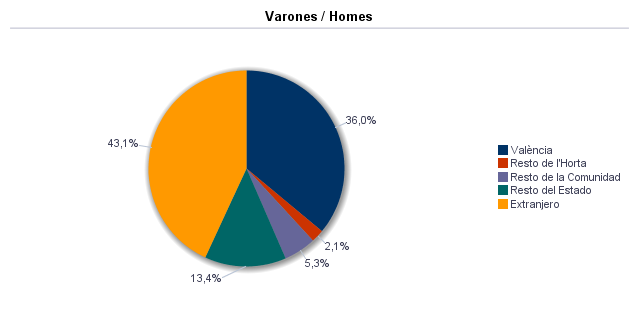 Varones / Homes
36,0%
43,1%
2,1%
5,3%
13,4%
València
Resto de l'Horta
Resto de la Comunidad
Resto del Estado
Extranjero